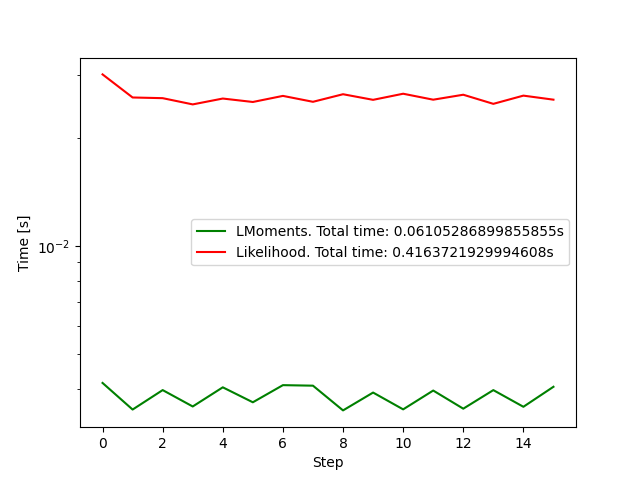 Time [s]
10⁻²
LMoments. Total time: 0.06105286899855855s
Likelihood. Total time: 0.4163721929994608s
0 2 4 6 8 10 12 14
Step